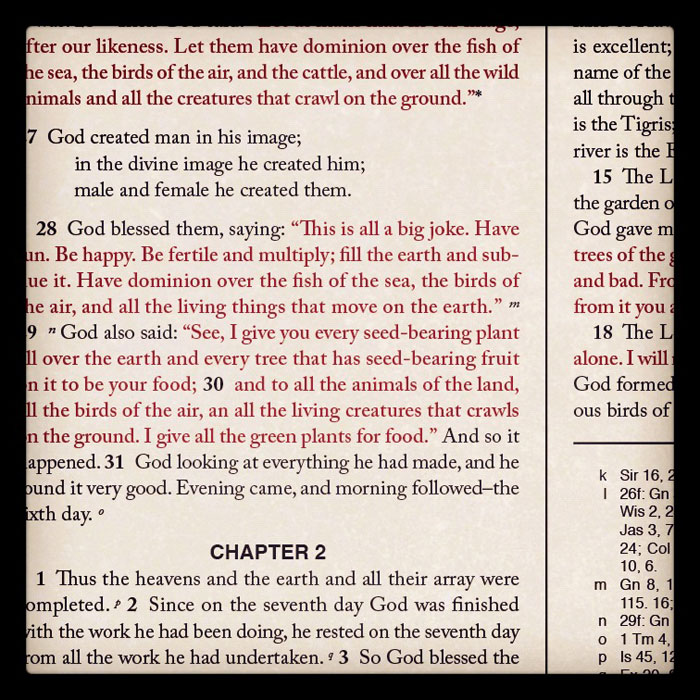 fter our likeness. Let them have dominion over the fish of
he sea, the birds of the air, and the cattle, and over all the wild
nimals and all the creatures that crawl on the ground.”*
7 God created man in his image;
in the divine image he created him;
male and female he created them.
28 God blessed them, saying: “This is all a big joke. Have
un. Be happy. Be fertile and multiply; fill the earth and sub-
ue it. Have dominion over the fish of the sea, the birds of
he air, and all the living things that move on the earth.” m
9 n God also said: “See, I give you every seed-bearing plant
ll over the earth and every tree that has seed-bearing fruit
n it to be your food; 30 and to all the animals of the land,
ll the birds of the air, an all the living creatures that crawls
n the ground. I give all the green plants for food.” And so it
appened. 31 God looking at everything he had made, and he
ound it very good. Evening came, and morning followed–the
ixth day. o
CHAPTER 2
1 Thus the heavens and the earth and all their array were
ompleted. p 2 Since on the seventh day God was finished
with the work he had been doing, he rested on the seventh day
rom all the work he had undertaken. q 3 So God blessed the
is excellent;
name of the
all through t
is the Tigris;
river is the E
15 The L
the garden o
God gave m
trees of the g
and bad. Fro
from it you a
18 The L
alone. I will
God formed
ous birds of
k Sir 16, 2
l 26f: Gn
Wis 2, 2
Jas 3, 7
24; Col
10, 6.
m Gn 8, 1
115. 16;
n 29f: Gn
o 1 Tm 4,
p Is 45, 12